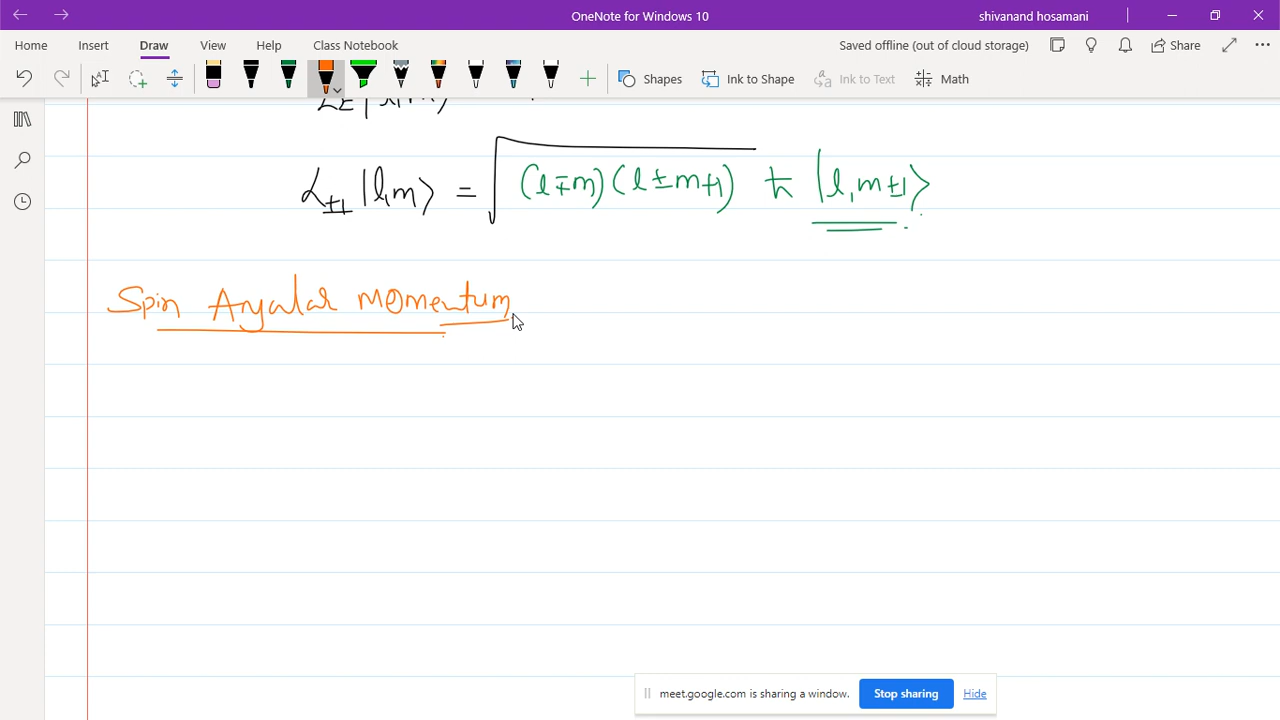 OneNote for Windows 10
shivanand hosamani
Home Insert Draw View Help Class Notebook
Saved offline (out of cloud storage)
Share
Shapes Ink to Shape Ink to Text Math
L±1 |l,m⟩ = √(l∓m)(l±m+1) ħ |l,m±1⟩
Spin Angular Momentum
meet.google.com is sharing a window. Stop sharing Hide